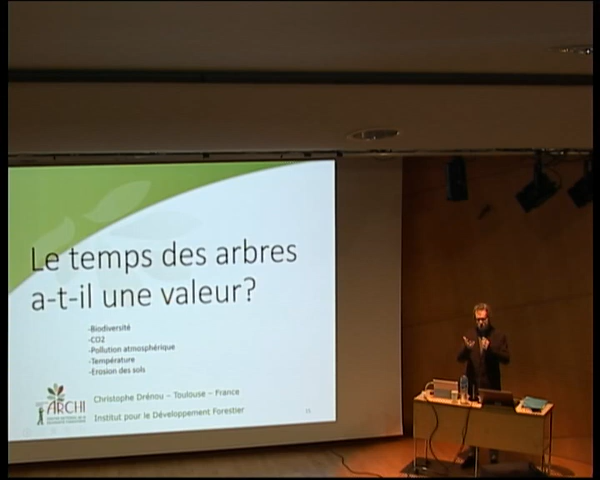 Le temps des arbres
a-t-il une valeur?
-Biodiversité
-CO2
-Pollution atmosphérique
-Température
-Erosion des sols
ARCHI
Christophe Drénou – Toulouse – France
Institut pour le Développement Forestier